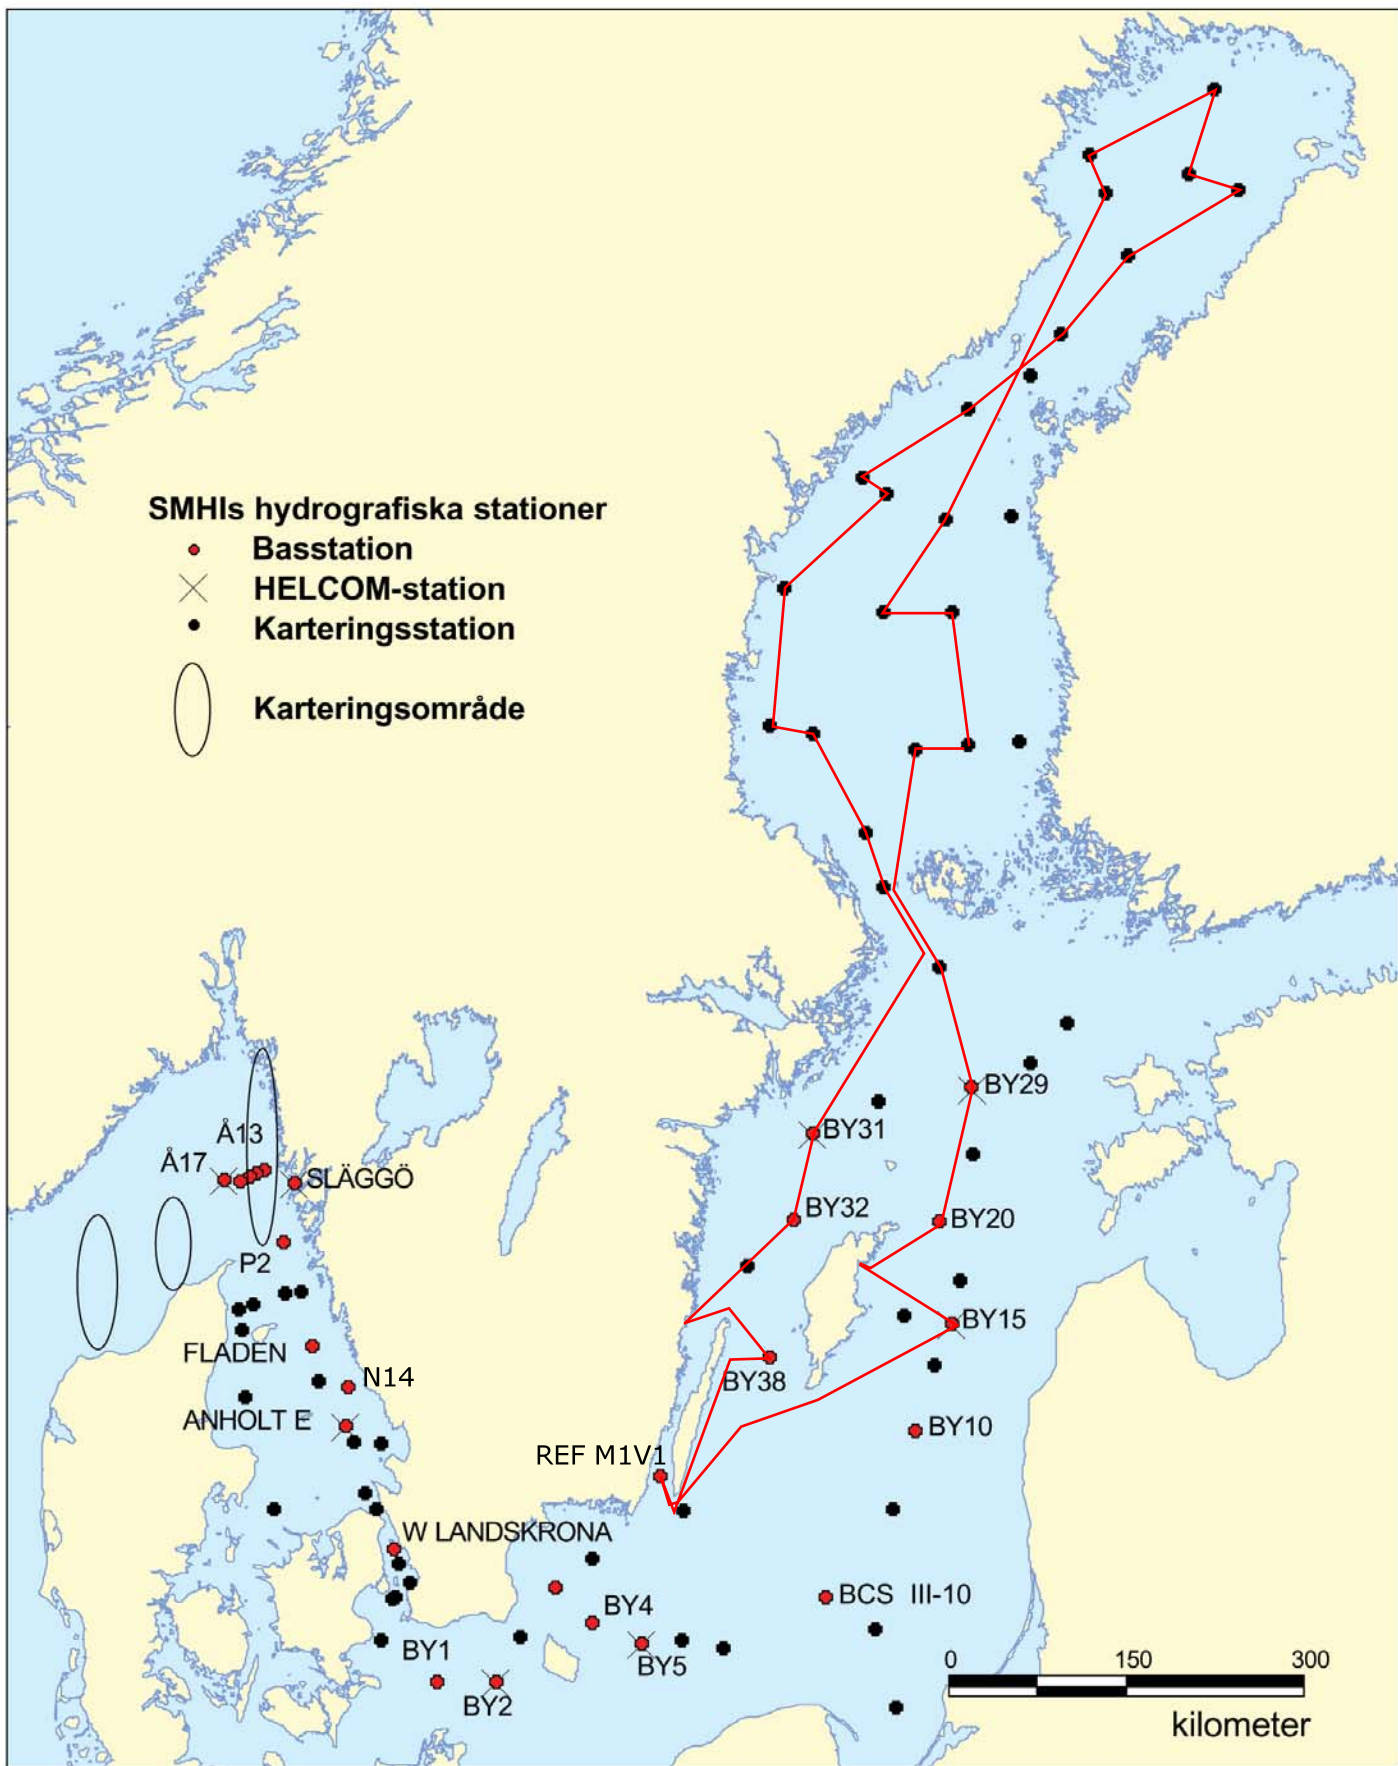 SMHIs hydrografiska stationer
Basstation
HELCOM-station
Karteringsstation
Karteringsområde
BY29
Å13
BY31
Å17
SLÄGGÖ
BY32
BY20
P2
BY15
FLADEN
N14
BY38
ANHOLT E
BY10
REF M1V1
W LANDSKRONA
BCS III-10
BY4
BY1
BY5
BY2
0 150 300
kilometer